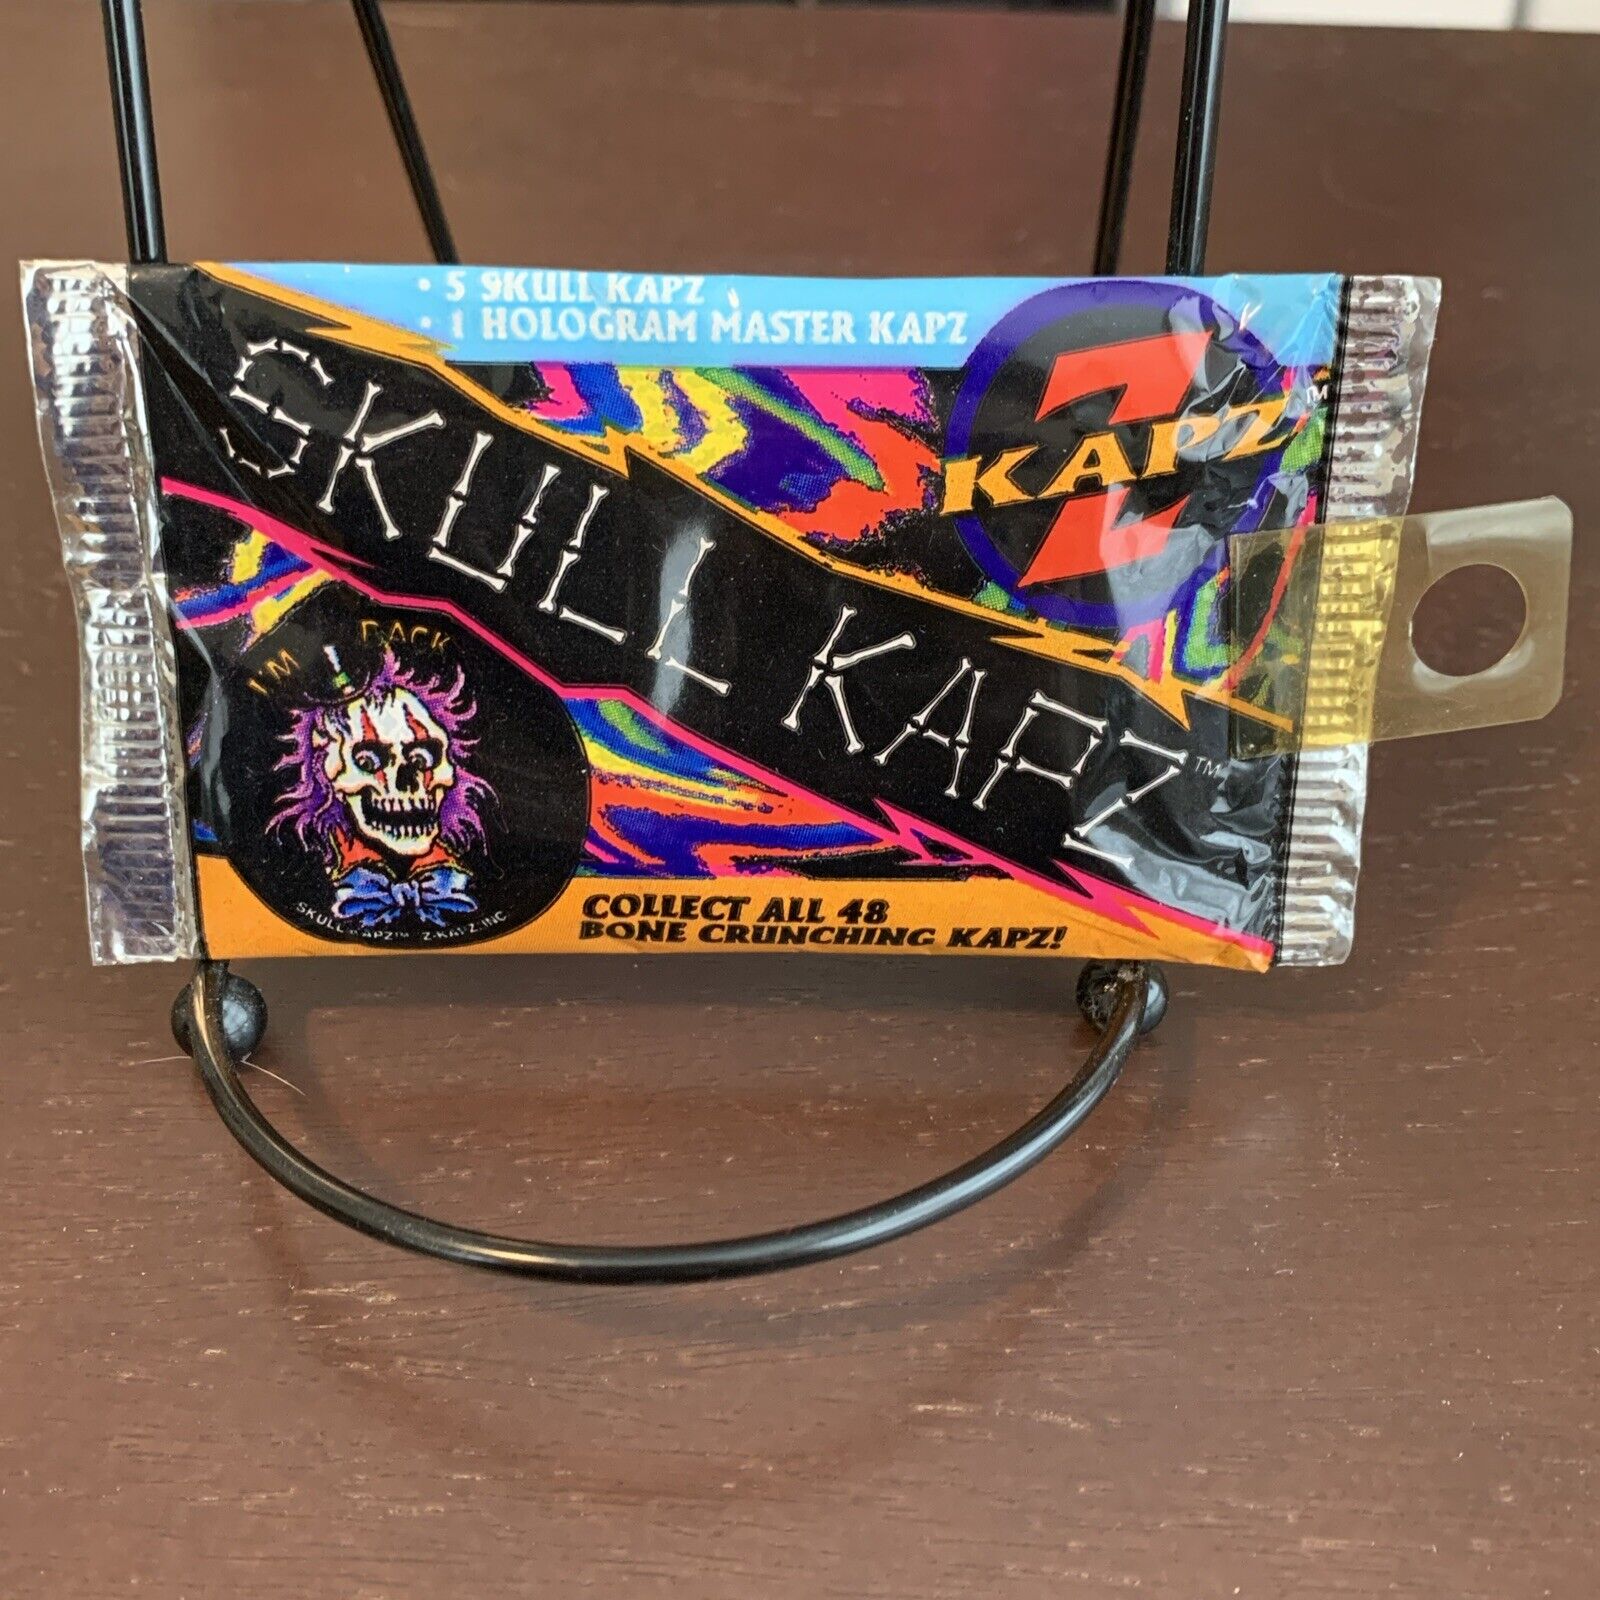 • 5 SKULL KAPZ
• 1 HOLOGRAM MASTER KAPZ
Z
KAPZ™
SKULL KAPZ™
I'M BACK
SKULL KAPZ™ Z-KAPZ, INC
COLLECT ALL 48
BONE CRUNCHING KAPZ!